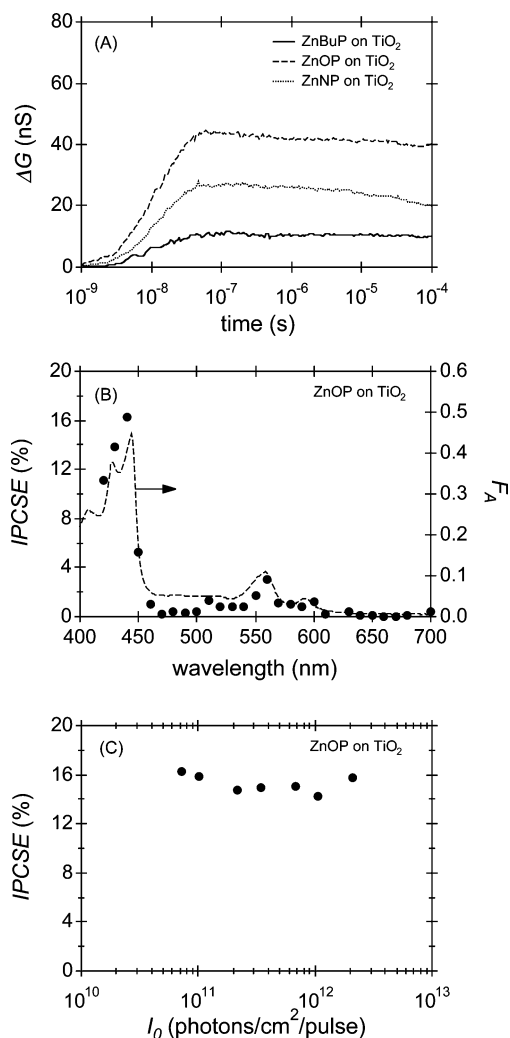 (A)
ZnBuP on TiO₂
ZnOP on TiO₂
ZnNP on TiO₂
80
60
40
20
0
ΔG (nS)
10⁻⁹ 10⁻⁸ 10⁻⁷ 10⁻⁶ 10⁻⁵ 10⁻⁴
time (s)
(B)
ZnOP on TiO₂
20
16
12
8
4
0
IPCSE (%)
0.6
0.5
0.4
0.3
0.2
0.1
0.0
F_A
400 450 500 550 600 650 700
wavelength (nm)
(C)
ZnOP on TiO₂
20
16
12
8
4
0
IPCSE (%)
10¹⁰ 10¹¹ 10¹² 10¹³
I₀ (photons/cm²/pulse)